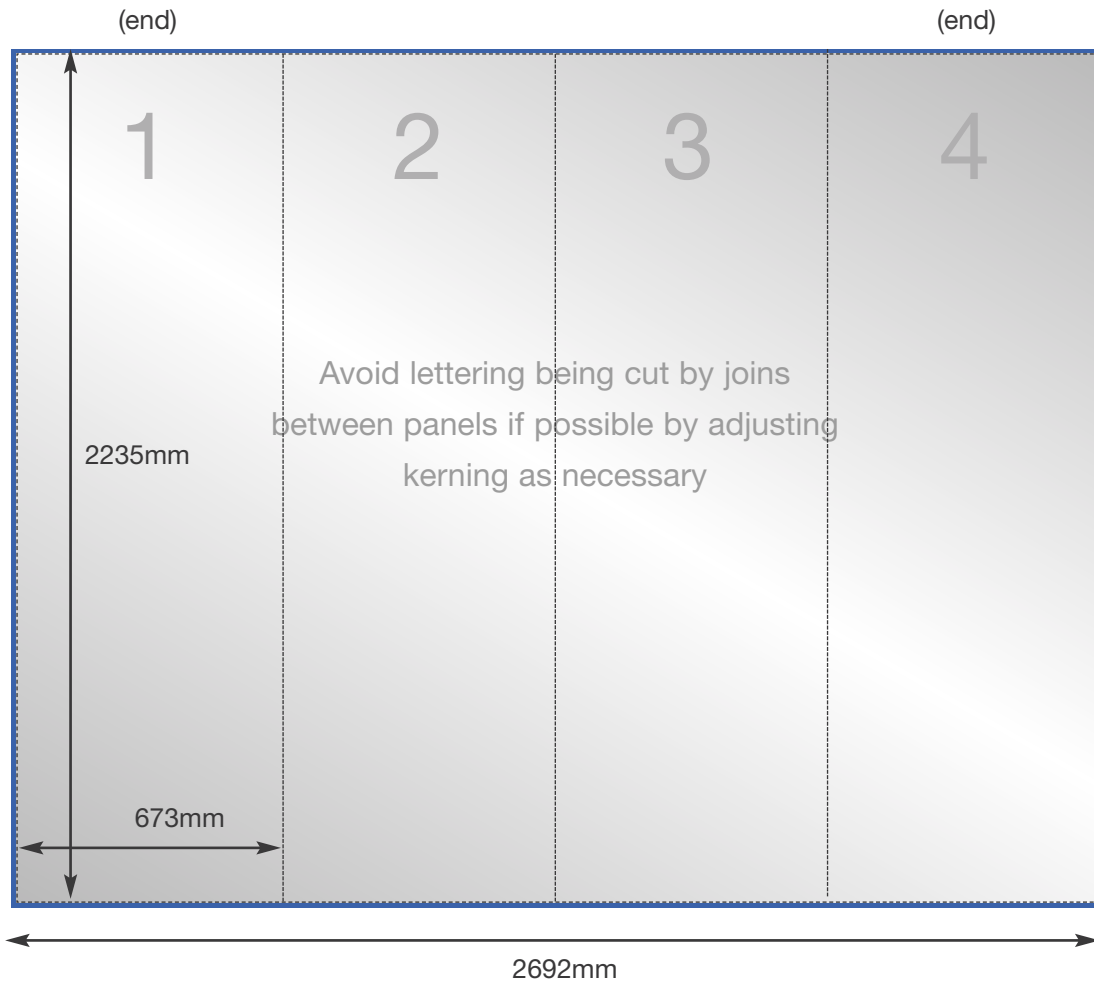 (end) (end)
1 2 3 4
Avoid lettering being cut by joins
between panels if possible by adjusting
2235mm
kerning as necessary
673mm
2692mm